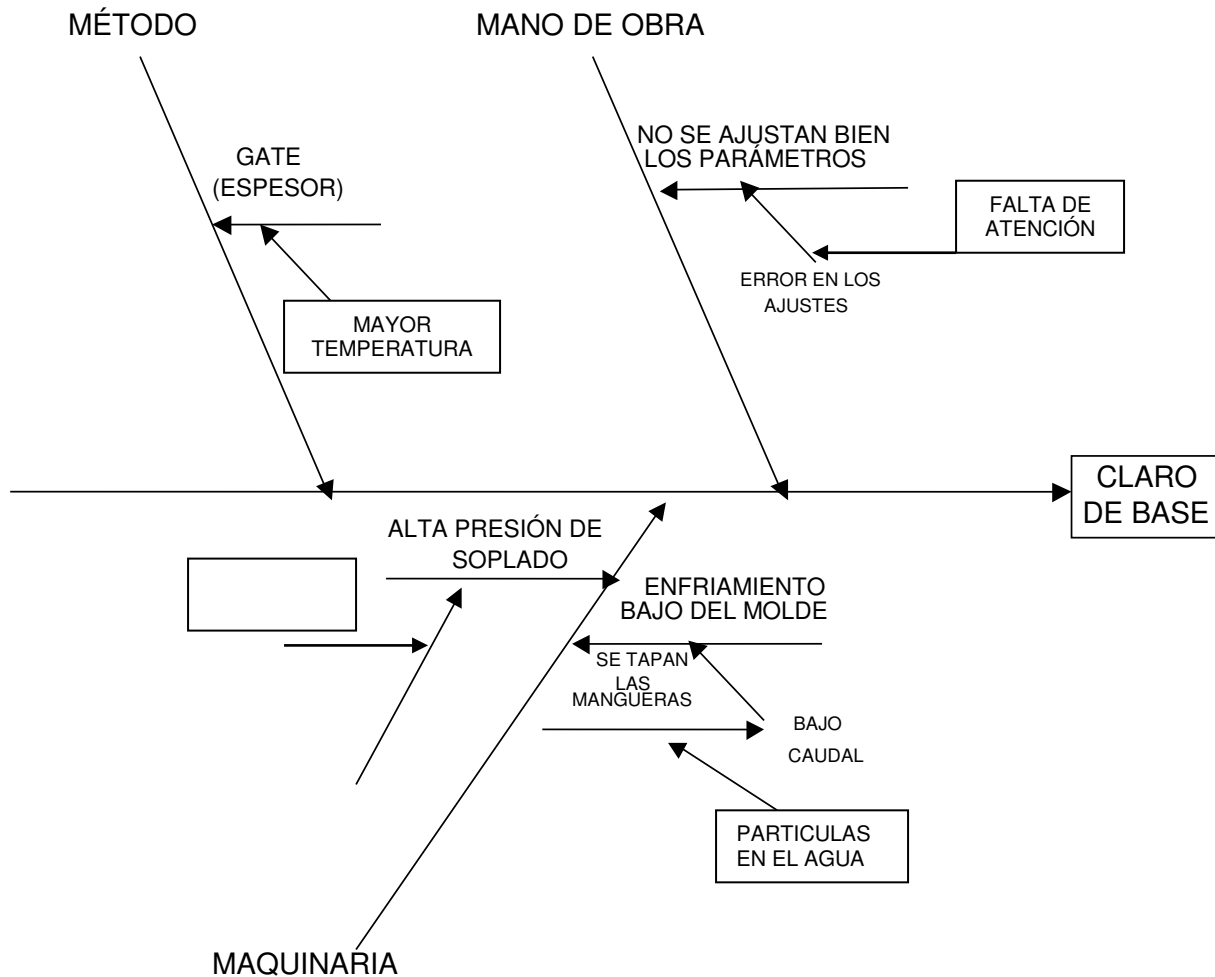 MÉTODO
MANO DE OBRA
GATE
(ESPESOR)
MAYOR
TEMPERATURA
NO SE AJUSTAN BIEN
LOS PARÁMETROS
FALTA DE
ATENCIÓN
ERROR EN LOS
AJUSTES
CLARO
DE BASE
ALTA PRESIÓN DE
SOPLADO
ENFRIAMIENTO
BAJO DEL MOLDE
SE TAPAN
LAS
MANGUERAS
BAJO
CAUDAL
PARTICULAS
EN EL AGUA
MAQUINARIA